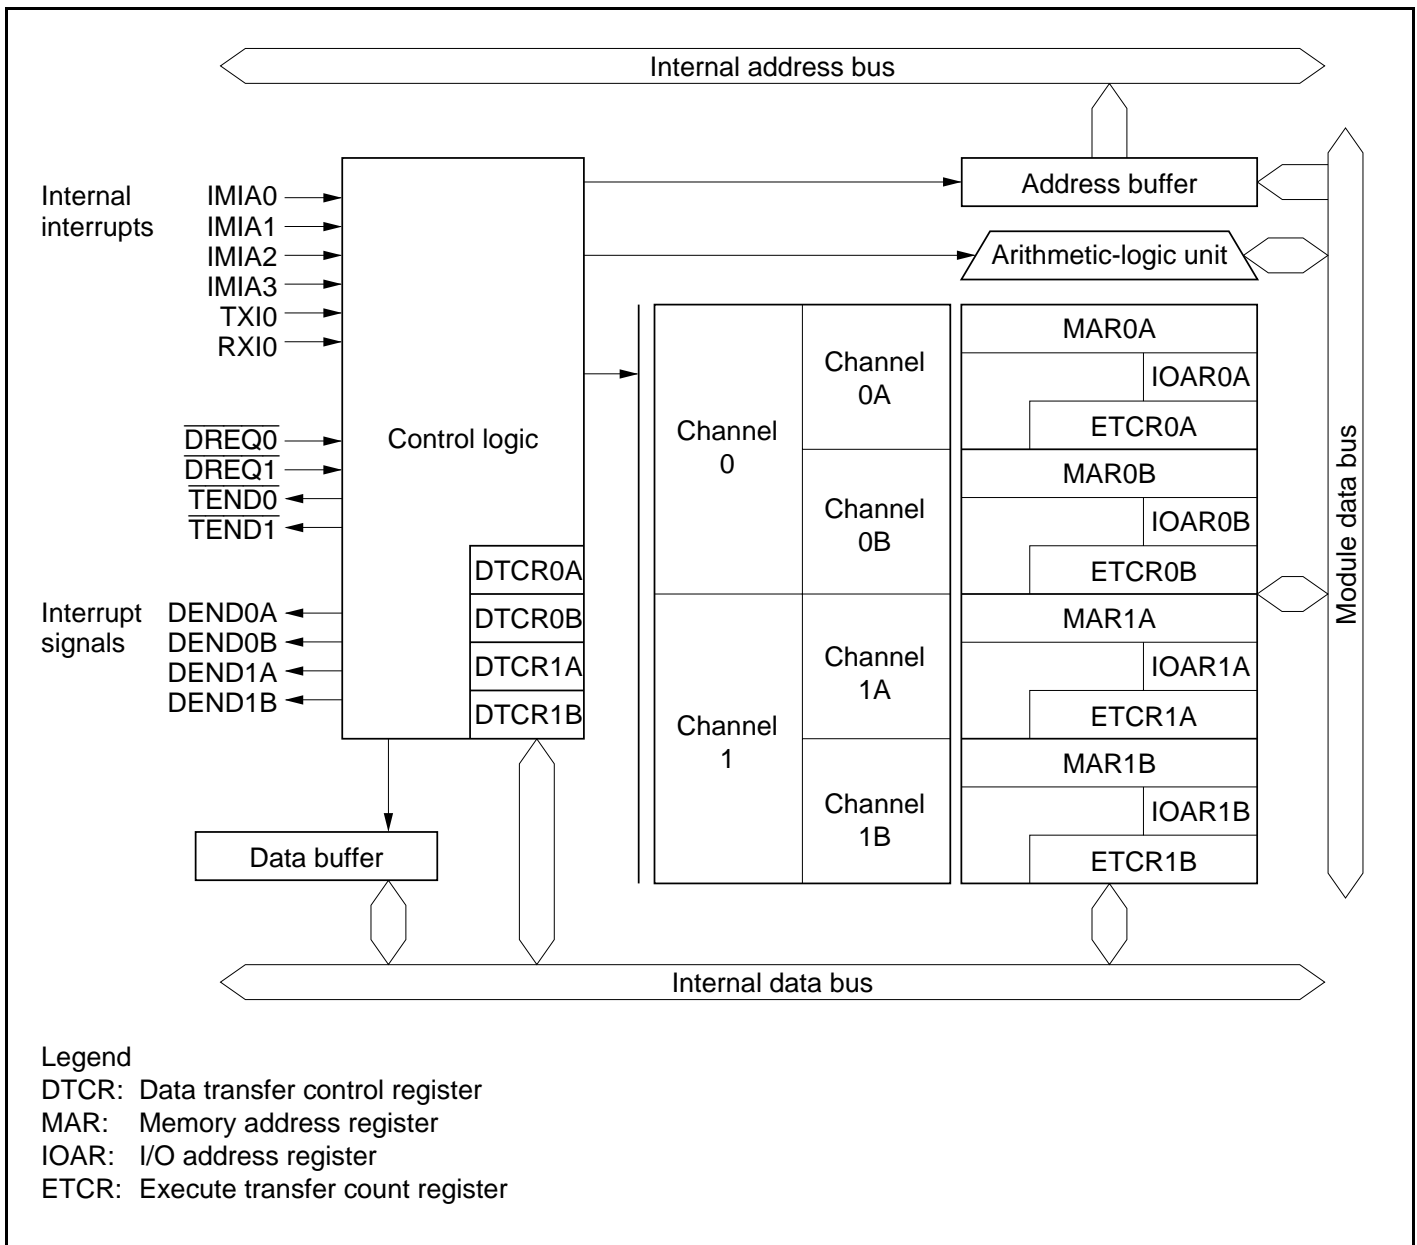 Internal address bus
Internal
interrupts
IMIA0
IMIA1
IMIA2
IMIA3
TXI0
RXI0
DREQ0
DREQ1
TEND0
TEND1
Interrupt
signals
DEND0A
DEND0B
DEND1A
DEND1B
Control logic
DTCR0A
DTCR0B
DTCR1A
DTCR1B
Data buffer
Address buffer
Arithmetic-logic unit
Channel
0
Channel
1
Channel
0A
Channel
0B
Channel
1A
Channel
1B
MAR0A
IOAR0A
ETCR0A
MAR0B
IOAR0B
ETCR0B
MAR1A
IOAR1A
ETCR1A
MAR1B
IOAR1B
ETCR1B
Module data bus
Internal data bus
Legend
DTCR: Data transfer control register
MAR: Memory address register
IOAR: I/O address register
ETCR: Execute transfer count register